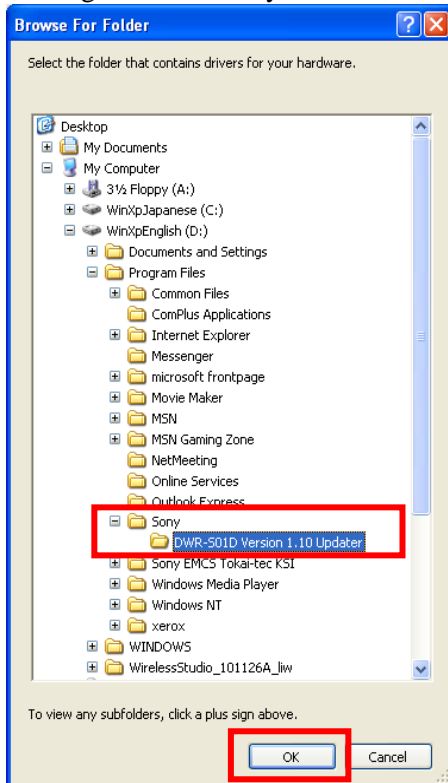 Browse For Folder
Select the folder that contains drivers for your hardware.
Desktop
My Documents
My Computer
3½ Floppy (A:)
WinXpJapanese (C:)
WinXpEnglish (D:)
Documents and Settings
Program Files
Common Files
ComPlus Applications
Internet Explorer
Messenger
microsoft frontpage
Movie Maker
MSN
MSN Gaming Zone
NetMeeting
Online Services
Outlook Express
Sony
DWR-S01D Version 1.10 Updater
Sony EMCS Tokai-tec KSI
Windows Media Player
Windows NT
xerox
WINDOWS
WirelessStudio_101126A_liw
To view any subfolders, click a plus sign above.
OK Cancel